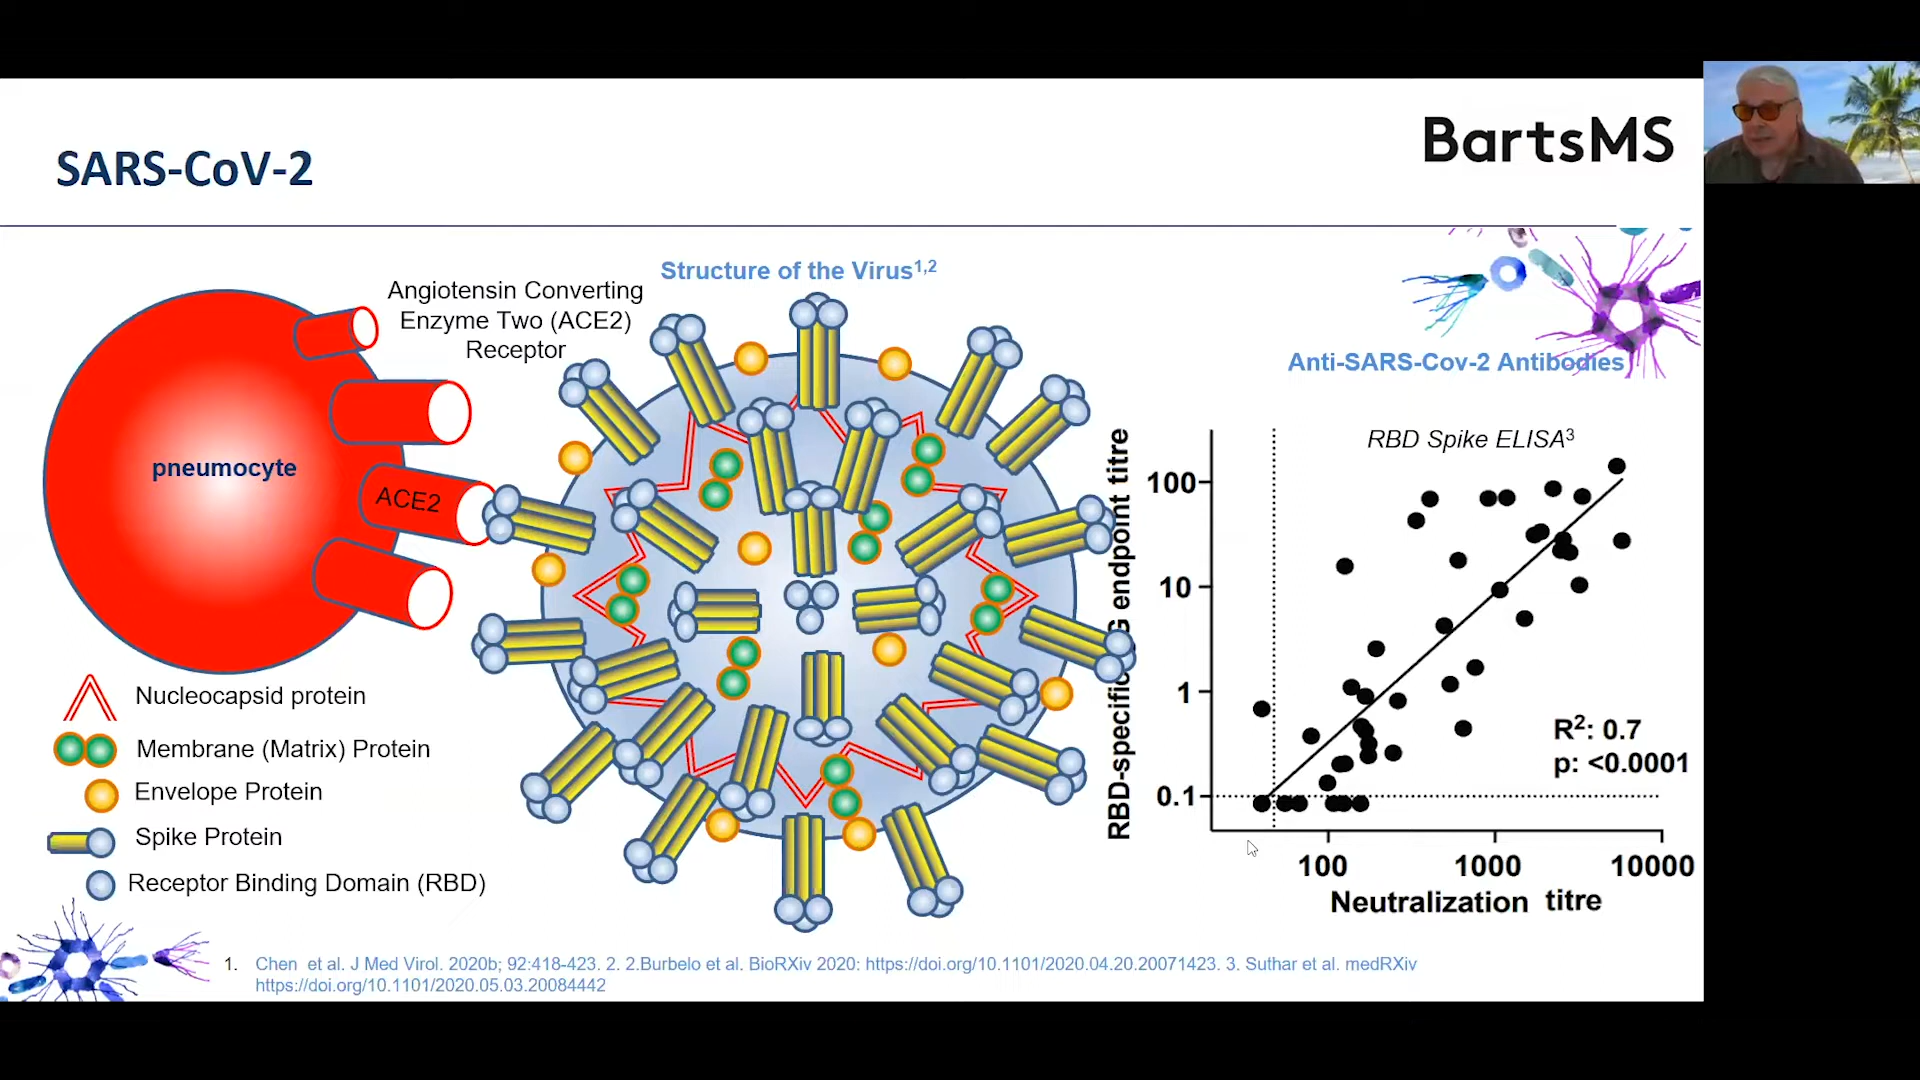 BartsMS
SARS-CoV-2
Structure of the Virus1,2
Angiotensin Converting
Enzyme Two (ACE2)
Receptor
pneumocyte
ACE2
Nucleocapsid protein
Membrane (Matrix) Protein
Envelope Protein
Spike Protein
Receptor Binding Domain (RBD)
Anti-SARS-Cov-2 Antibodies
RBD Spike ELISA3
RBD-specific G endpoint titre
100
10
1
0.1
R2: 0.7
p: <0.0001
100 1000 10000
Neutralization titre
1. Chen et al. J Med Virol. 2020b; 92:418-423. 2. 2.Burbelo et al. BioRXiv 2020: https://doi.org/10.1101/2020.04.20.20071423. 3. Suthar et al. medRXiv
https://doi.org/10.1101/2020.05.03.20084442